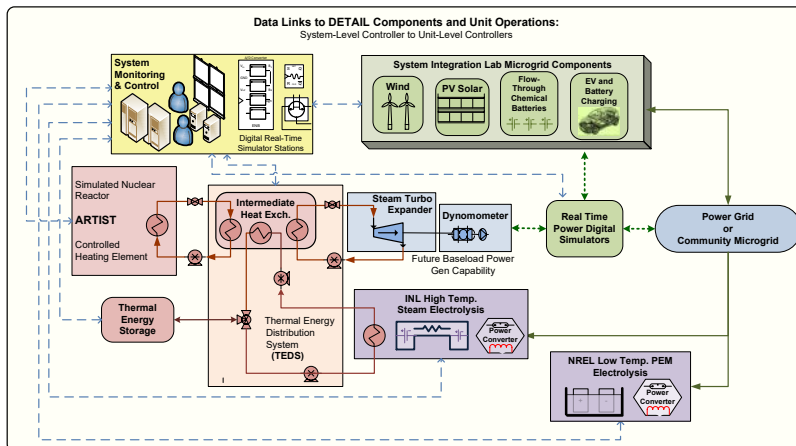 Data Links to DETAIL Components and Unit Operations:
System-Level Controller to Unit-Level Controllers
System
Monitoring
& Control
Digital Real-Time
Simulator Stations
System Integration Lab Microgrid Components
Wind
PV Solar
Flow-
Through
Chemical
Batteries
EV and
Battery
Charging
Simulated Nuclear
Reactor
ARTIST
Controlled
Heating Element
Intermediate
Heat Exch.
Steam Turbo
Expander
Dynomometer
Future Baseload Power
Gen Capability
Real Time
Power Digital
Simulators
Power Grid
or
Community Microgrid
Thermal
Energy
Storage
Thermal Energy
Distribution
System
(TEDS)
INL High Temp.
Steam Electrolysis
Power
Converter
NREL Low Temp. PEM
Electrolysis
Power
Converter